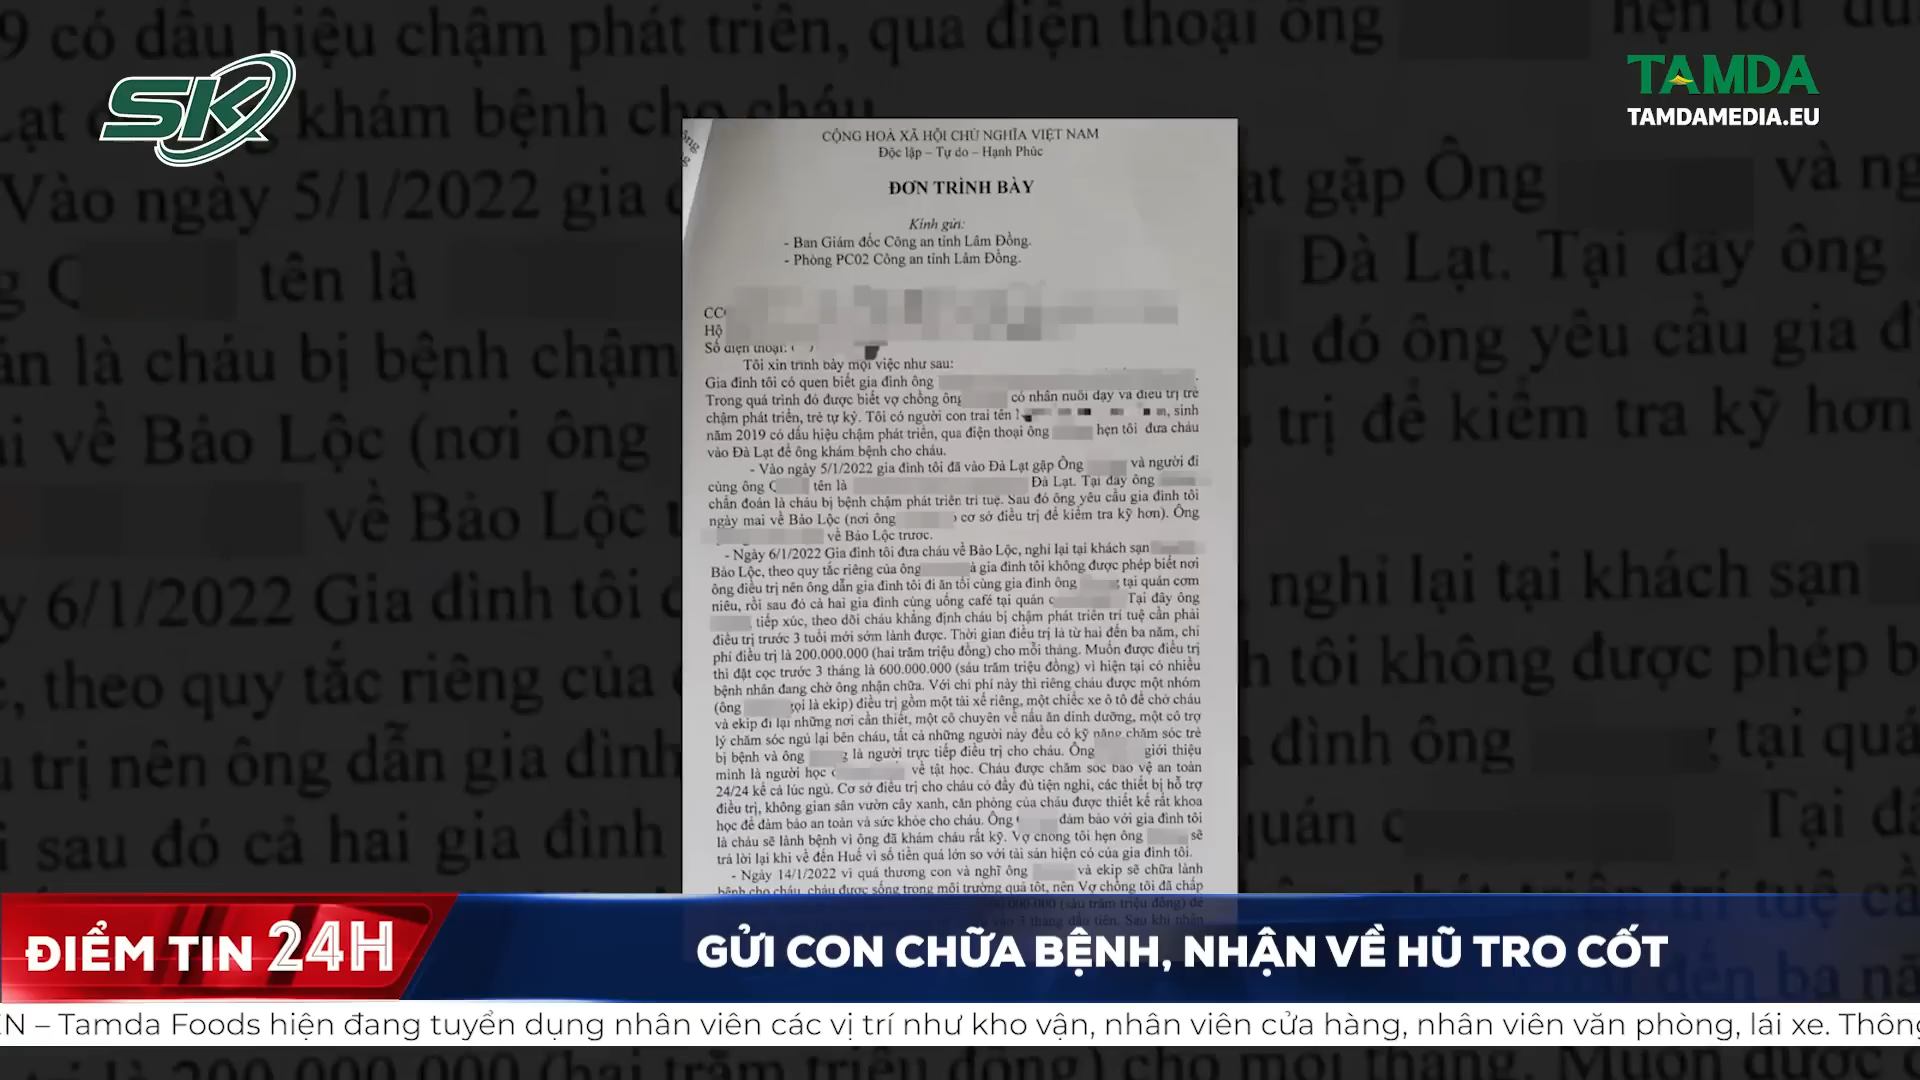 SK
TAMDA
TAMDAMEDIA.EU
CỘNG HOÀ XÃ HỘI CHỦ NGHĨA VIỆT NAM
Độc lập – Tự do – Hạnh Phúc
ĐƠN TRÌNH BÀY
Kính gửi:
- Ban Giám đốc Công an tỉnh Lâm Đồng.
- Phòng PC02 Công an tỉnh Lâm Đồng.
Hộ
Số điện thoại:
Tôi xin trình bày mọi việc như sau:
Gia đình tôi có quen biết gia đình ông
Trong quá trình đó được biết vợ chồng ông có nhân nuôi dạy và điều trị trẻ
chậm phát triển, trẻ tự kỷ. Tôi có người con trai tên sinh
năm 2019 có dấu hiệu chậm phát triển, qua điện thoại ông hẹn tôi đưa cháu
vào Đà Lạt để ông khám bệnh cho cháu.
- Vào ngày 5/1/2022 gia đình tôi đã vào Đà Lạt gặp Ông và người đi
cùng ông tên là Đà Lạt. Tại đây ông
chẩn đoán là cháu bị bệnh chậm phát triển trí tuệ. Sau đó ông yêu cầu gia đình tôi
ngày mai về Bảo Lộc (nơi ông cơ sở điều trị để kiểm tra kỹ hơn). Ông
về Bảo Lộc trước.
- Ngày 6/1/2022 Gia đình tôi đưa cháu về Bảo Lộc, nghỉ lại tại khách sạn
Bảo Lộc, theo quy tắc riêng của ông gia đình tôi không được phép biết nơi
ông điều trị nên ông dẫn gia đình tôi đi ăn tối cùng gia đình ông tại quán cơm
niêu, rồi sau đó cả hai gia đình cùng uống café tại quán Tại đây ông
tiếp xúc, theo dõi cháu khẳng định cháu bị chậm phát triển trí tuệ cần phải
điều trị trước 3 tuổi mới sớm lành được. Thời gian điều trị là từ hai đến ba năm, chi
phí điều trị là 200.000.000 (hai trăm triệu đồng) cho mỗi tháng. Muốn được điều trị
thì đặt cọc trước 3 tháng là 600.000.000 (sáu trăm triệu đồng) vì hiện tại có nhiều
bệnh nhân đang chờ ông nhận chữa. Với chi phí này thì riêng cháu được một nhóm
(ông gọi là ekip) điều trị gồm một tài xế riêng, một chiếc xe ô tô để chở cháu
và ekip đi lại những nơi cần thiết, một cô chuyên về nấu ăn dinh dưỡng, một cô trợ
lý chăm sóc ngủ lại bên cháu, tất cả những người này đều có kỹ năng chăm sóc trẻ
bị bệnh và ông là người trực tiếp điều trị cho cháu. Ông giới thiệu
mình là người học về tật học. Cháu được chăm sóc bảo vệ an toàn
24/24 kể cả lúc ngủ. Cơ sở điều trị cho cháu có đầy đủ tiện nghi, các thiết bị hỗ trợ
điều trị, không gian sân vườn cây xanh, căn phòng của cháu được thiết kế rất khoa
học để đảm bảo an toàn và sức khỏe cho cháu. Ông đảm bảo với gia đình tôi
là cháu sẽ lành bệnh vì ông đã khám cháu rất kỹ. Vợ chồng tôi hẹn ông sẽ
trả lời lại khi về đến Huế vì số tiền quá lớn so với tài sản hiện có của gia đình tôi.
- Ngày 14/1/2022 vì quá thương con và nghĩ ông và ekip sẽ chữa lành
bệnh cho cháu, cháu được sống trong môi trường quá tốt, nên Vợ chồng tôi đã chấp
ĐIỂM TIN 24H
GỬI CON CHỮA BỆNH, NHẬN VỀ HŨ TRO CỐT
EN – Tamda Foods hiện đang tuyển dụng nhân viên các vị trí như kho vận, nhân viên cửa hàng, nhân viên văn phòng, lái xe. Thông